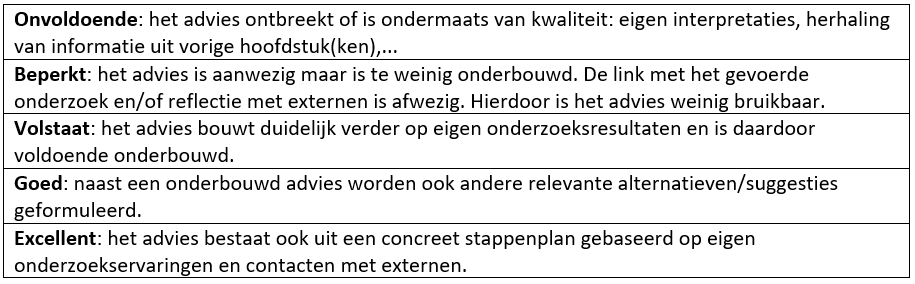 Onvoldoende: het advies ontbreekt of is ondermaats van kwaliteit: eigen interpretaties, herhaling
van informatie uit vorige hoofdstuk(ken),...
Beperkt: het advies is aanwezig maar is te weinig onderbouwd. De link met het gevoerde
onderzoek en/of reflectie met externen is afwezig. Hierdoor is het advies weinig bruikbaar.
Volstaat: het advies bouwt duidelijk verder op eigen onderzoeksresultaten en is daardoor
voldoende onderbouwd.
Goed: naast een onderbouwd advies worden ook andere relevante alternatieven/suggesties
geformuleerd.
Excellent: het advies bestaat ook uit een concreet stappenplan gebaseerd op eigen
onderzoekservaringen en contacten met externen.